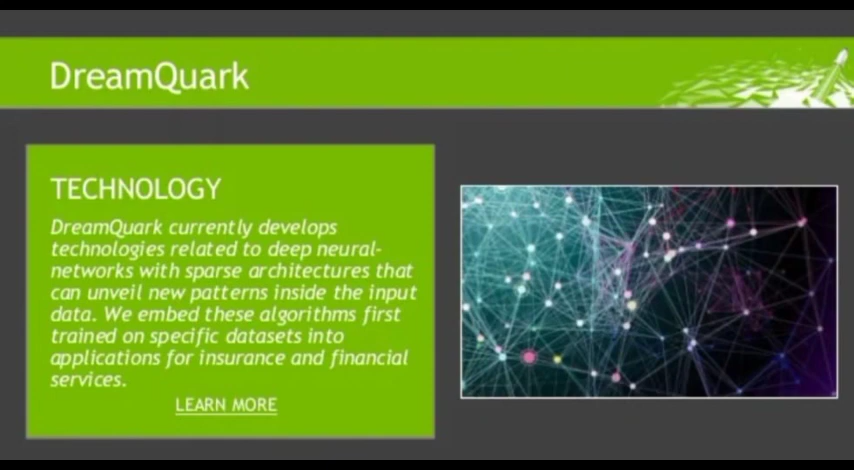 DreamQuark
TECHNOLOGY
DreamQuark currently develops
technologies related to deep neural-
networks with sparse architectures that
can unveil new patterns inside the input
data. We embed these algorithms first
trained on specific datasets into
applications for insurance and financial
services.
LEARN MORE